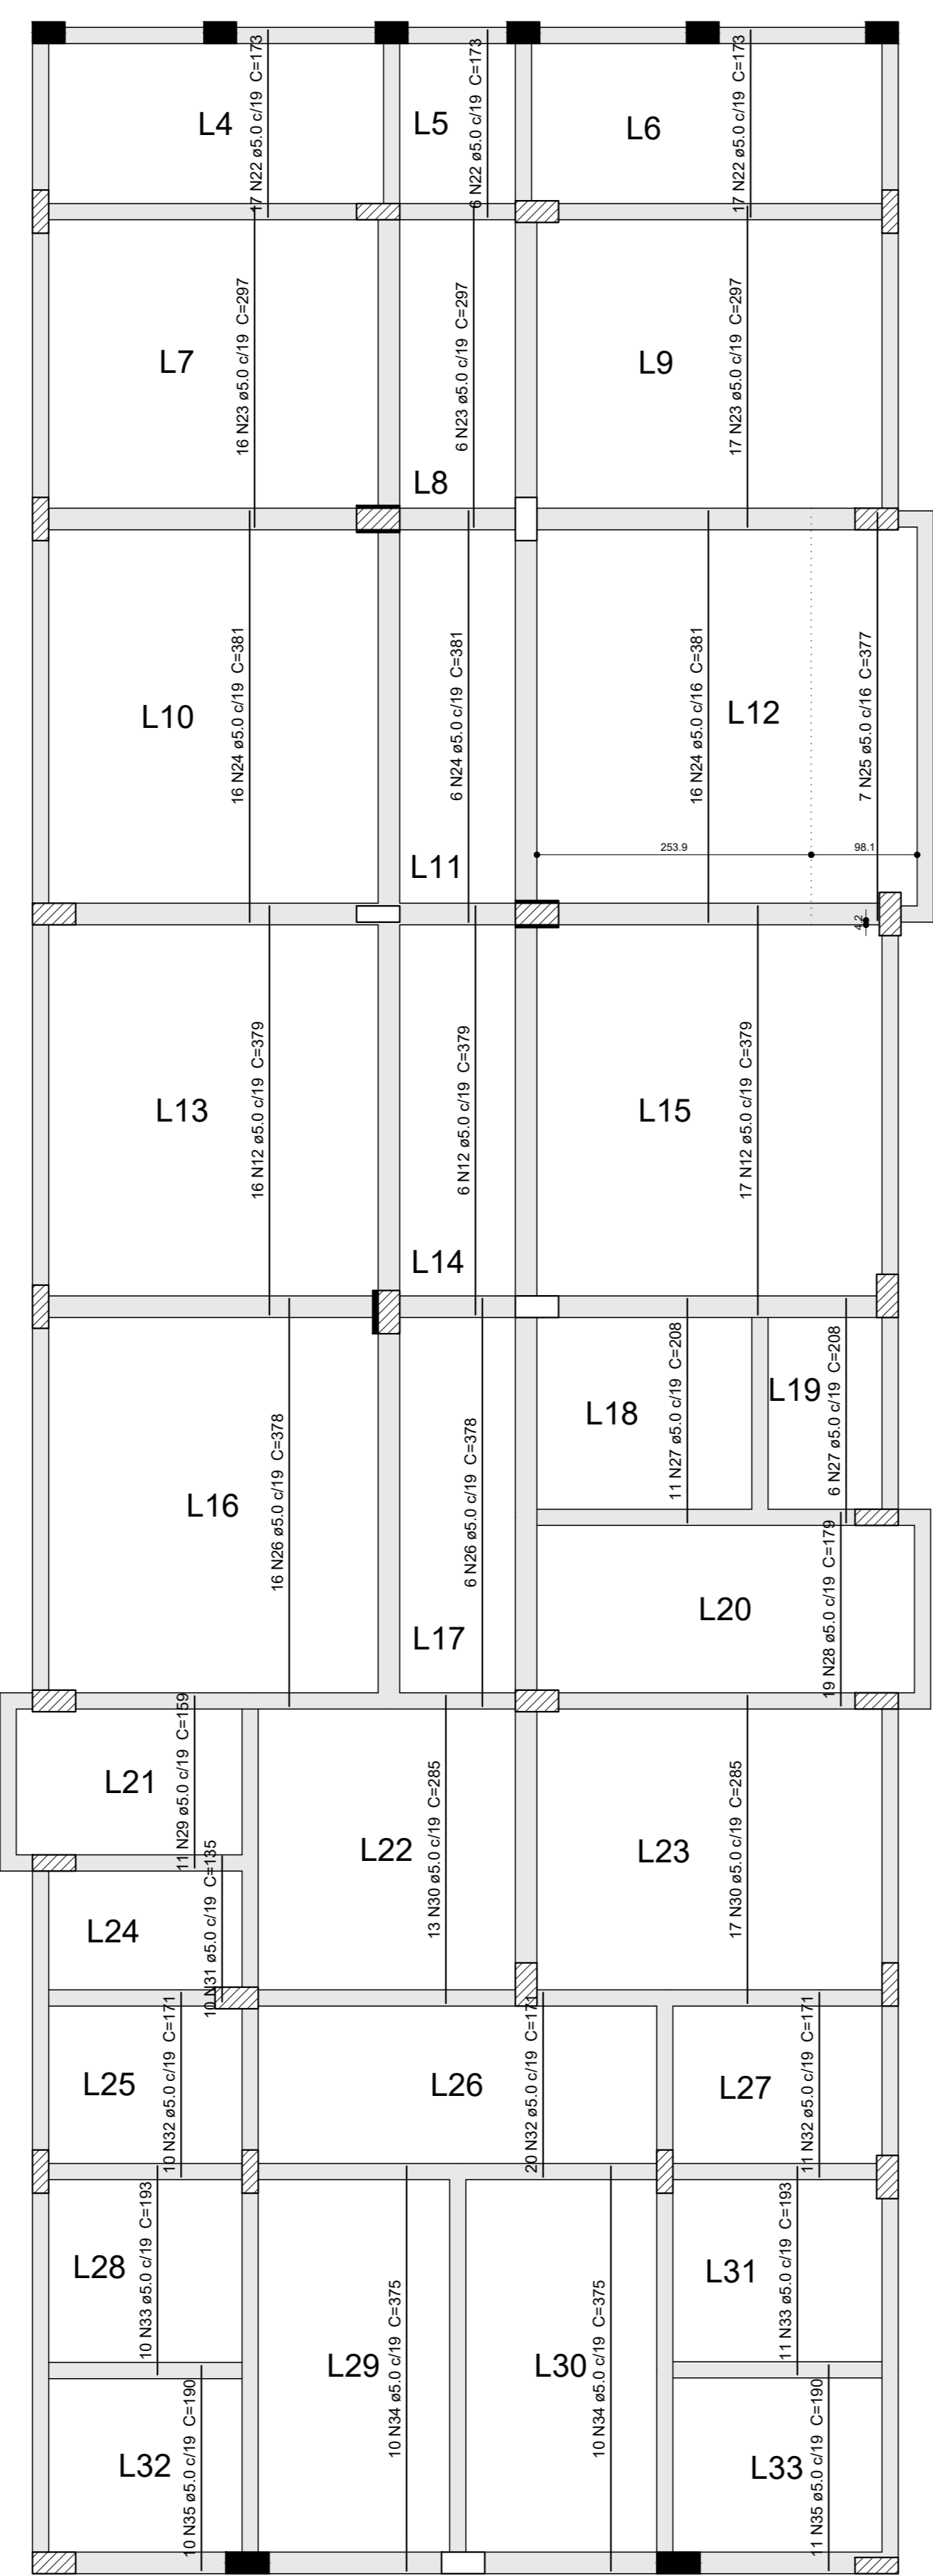 L4
17 N22 ø5.0 c/19 C=173
L5
6 N22 ø5.0 c/19 C=173
L6
17 N22 ø5.0 c/19 C=173
L7
16 N23 ø5.0 c/19 C=297
L8
6 N23 ø5.0 c/19 C=297
L9
17 N23 ø5.0 c/19 C=297
L10
16 N24 ø5.0 c/19 C=381
L11
6 N24 ø5.0 c/19 C=381
16 N24 ø5.0 c/16 C=381
L12
7 N25 ø5.0 c/16 C=377
253.9
98.1
4.2
L13
16 N12 ø5.0 c/19 C=379
L14
6 N12 ø5.0 c/19 C=379
L15
17 N12 ø5.0 c/19 C=379
L16
16 N26 ø5.0 c/19 C=378
L17
6 N26 ø5.0 c/19 C=378
L18
11 N27 ø5.0 c/19 C=208
L19
6 N27 ø5.0 c/19 C=208
L20
19 N28 ø5.0 c/19 C=179
L21
11 N29 ø5.0 c/19 C=159
L22
13 N30 ø5.0 c/19 C=285
L23
17 N30 ø5.0 c/19 C=285
L24
10 N31 ø5.0 c/19 C=135
L25
10 N32 ø5.0 c/19 C=171
L26
20 N32 ø5.0 c/19 C=171
L27
11 N32 ø5.0 c/19 C=171
L28
10 N33 ø5.0 c/19 C=193
L29
10 N34 ø5.0 c/19 C=375
L30
10 N34 ø5.0 c/19 C=375
L31
11 N33 ø5.0 c/19 C=193
L32
10 N35 ø5.0 c/19 C=190
L33
11 N35 ø5.0 c/19 C=190